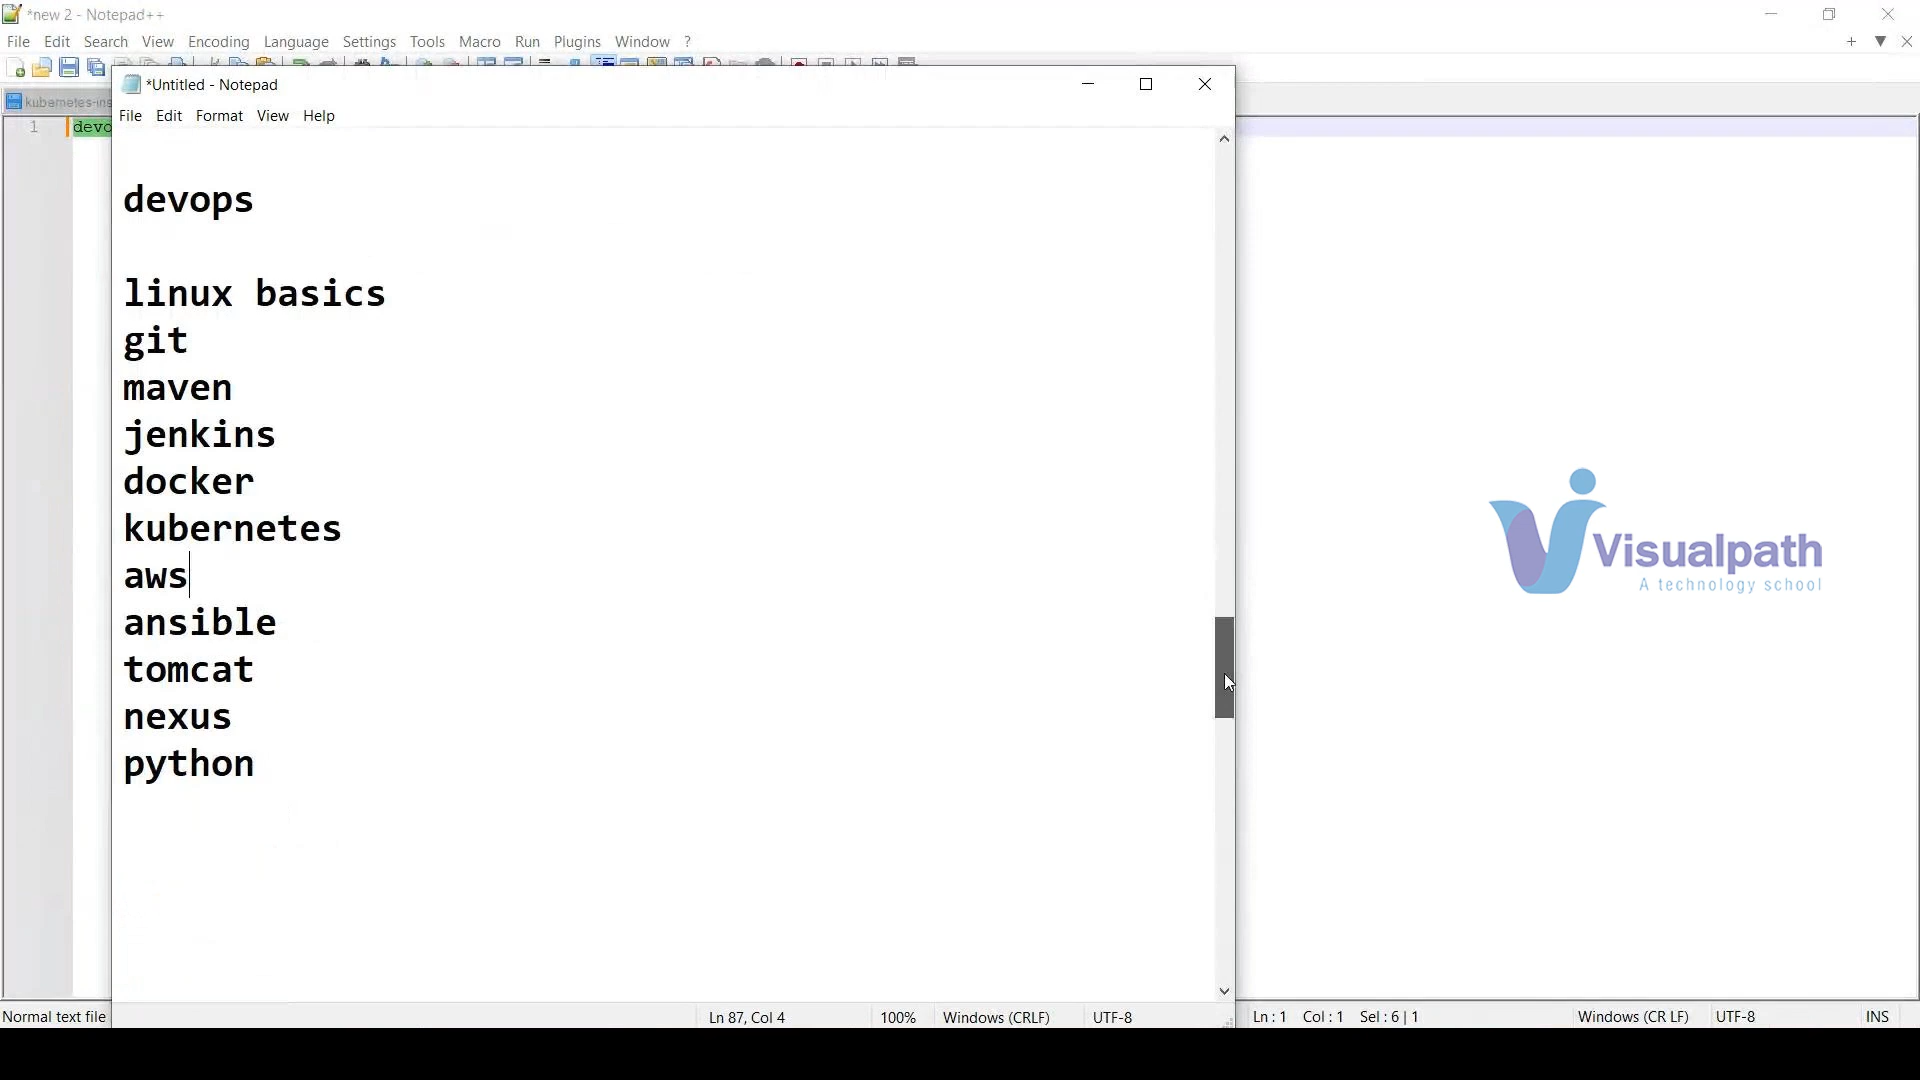 *new 2 - Notepad++
File Edit Search View Encoding Language Settings Tools Macro Run Plugins Window ?
*Untitled - Notepad
File Edit Format View Help
1 devo
devops
linux basics
git
maven
jenkins
docker
kubernetes
aws
ansible
tomcat
nexus
python
Visualpath
A technology school
Normal text file
Ln 87, Col 4 100% Windows (CRLF) UTF-8
Ln : 1 Col : 1 Sel : 6 | 1 Windows (CR LF) UTF-8 INS